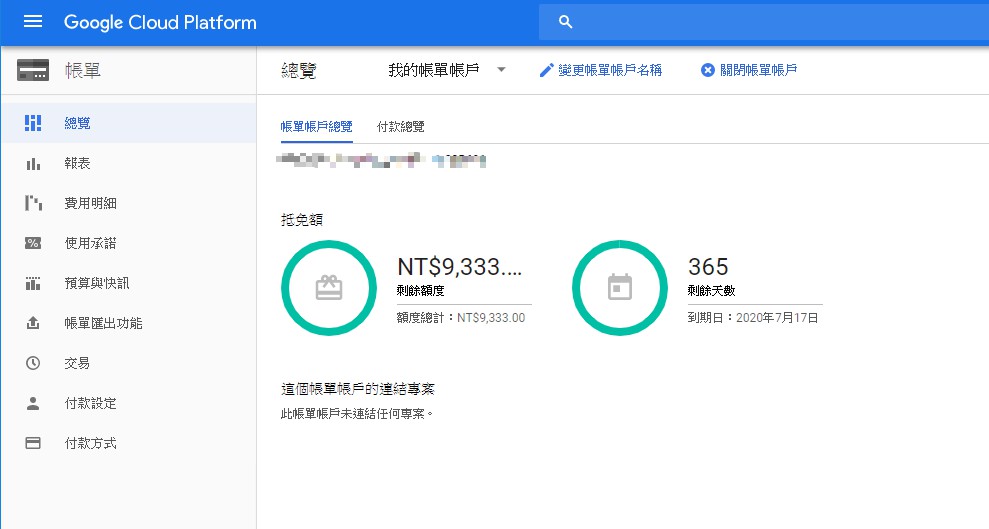 Google Cloud Platform
帳單
總覽
報表
費用明細
使用承諾
預算與快訊
帳單匯出功能
交易
付款設定
付款方式
總覽 我的帳單帳戶 變更帳單帳戶名稱 關閉帳單帳戶
帳單帳戶總覽 付款總覽
抵免額
NT$9,333....
剩餘額度
額度總計：NT$9,333.00
365
剩餘天數
到期日：2020年7月17日
這個帳單帳戶的連結專案
此帳單帳戶未連結任何專案。